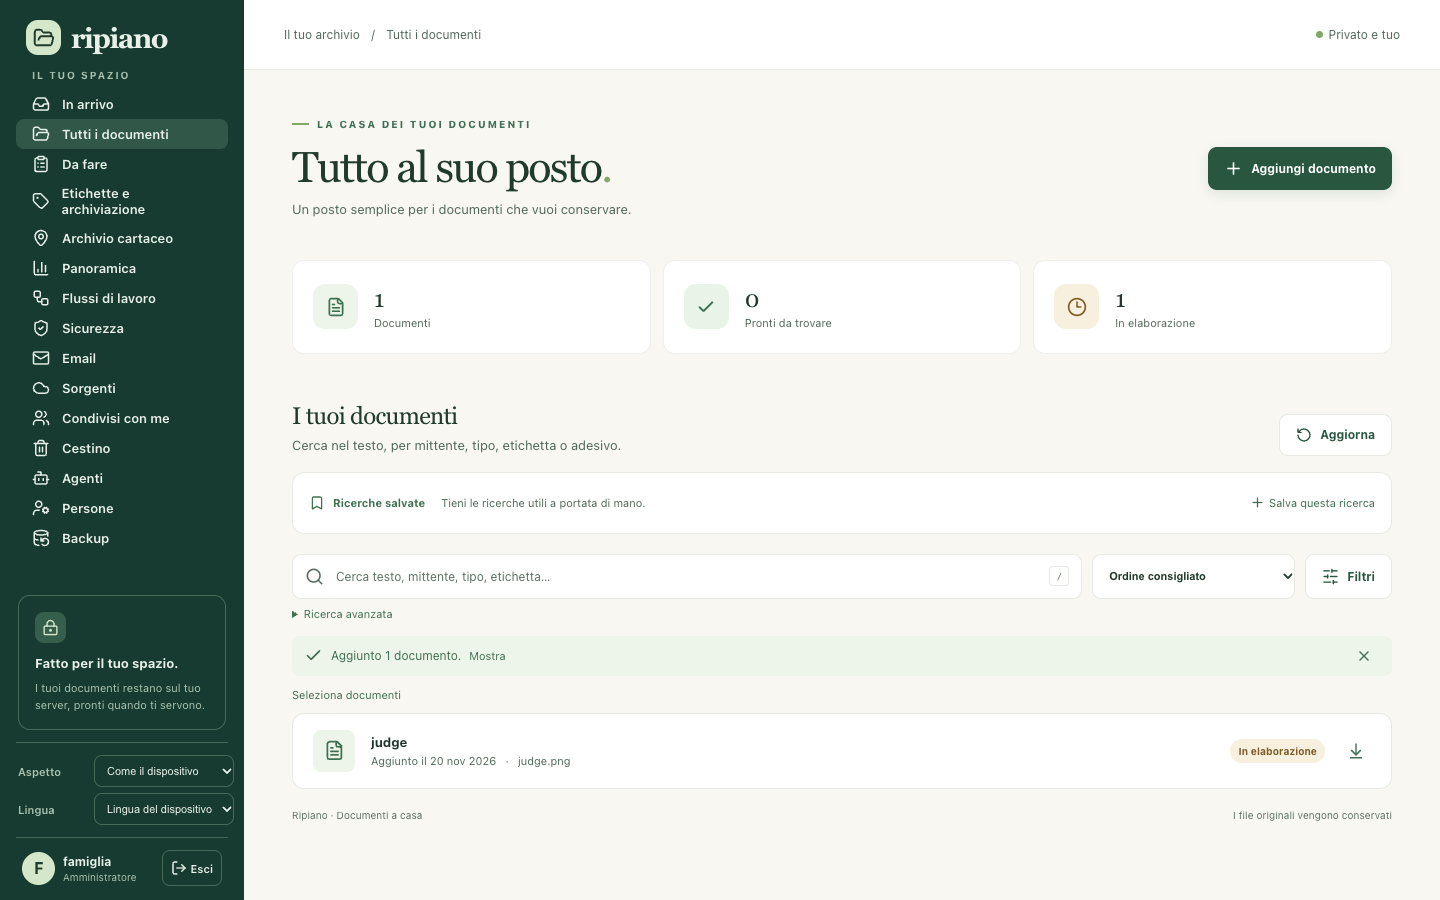 ripiano
IL TUO SPAZIO
In arrivo
Tutti i documenti
Da fare
Etichette e
archiviazione
Archivio cartaceo
Panoramica
Flussi di lavoro
Sicurezza
Email
Sorgenti
Condivisi con me
Cestino
Agenti
Persone
Backup
Fatto per il tuo spazio.
I tuoi documenti restano sul tuo
server, pronti quando ti servono.
Aspetto Come il dispositivo
Lingua Lingua del dispositivo
F famiglia
Amministratore
Esci
Il tuo archivio / Tutti i documenti
Privato e tuo
LA CASA DEI TUOI DOCUMENTI
Tutto al suo posto.
Un posto semplice per i documenti che vuoi conservare.
Aggiungi documento
1
Documenti
0
Pronti da trovare
1
In elaborazione
I tuoi documenti
Cerca nel testo, per mittente, tipo, etichetta o adesivo.
Aggiorna
Ricerche salvate Tieni le ricerche utili a portata di mano. Salva questa ricerca
Cerca testo, mittente, tipo, etichetta... / Ordine consigliato Filtri
Ricerca avanzata
Aggiunto 1 documento. Mostra
Seleziona documenti
judge
Aggiunto il 20 nov 2026 · judge.png
In elaborazione
Ripiano · Documenti a casa I file originali vengono conservati